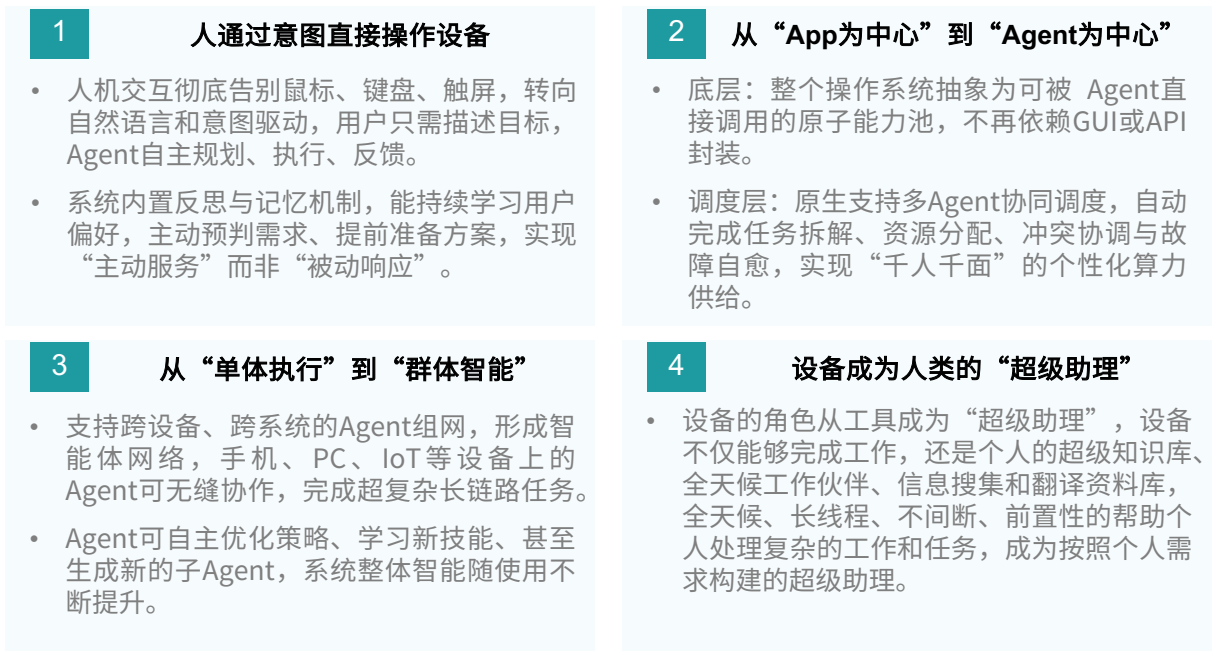 1
人通过意图直接操作设备
• 人机交互彻底告别鼠标、键盘、触屏，转向
自然语言和意图驱动，用户只需描述目标，
Agent自主规划、执行、反馈。
• 系统内置反思与记忆机制，能持续学习用户
偏好，主动预判需求、提前准备方案，实现
“主动服务”而非“被动响应”。
2
从“App为中心”到“Agent为中心”
• 底层：整个操作系统抽象为可被 Agent直
接调用的原子能力池，不再依赖GUI或API
封装。
• 调度层：原生支持多Agent协同调度，自动
完成任务拆解、资源分配、冲突协调与故
障自愈，实现“千人千面”的个性化算力
供给。
3
从“单体执行”到“群体智能”
• 支持跨设备、跨系统的Agent组网，形成智
能体网络，手机、PC、IoT等设备上的
Agent可无缝协作，完成超复杂长链路任务。
• Agent可自主优化策略、学习新技能、甚至
生成新的子Agent，系统整体智能随使用不
断提升。
4
设备成为人类的“超级助理”
• 设备的角色从工具成为“超级助理”，设备
不仅能够完成工作，还是个人的超级知识库、
全天候工作伙伴、信息搜集和翻译资料库，
全天候、长线程、不间断、前置性的帮助个
人处理复杂的工作和任务，成为按照个人需
求构建的超级助理。